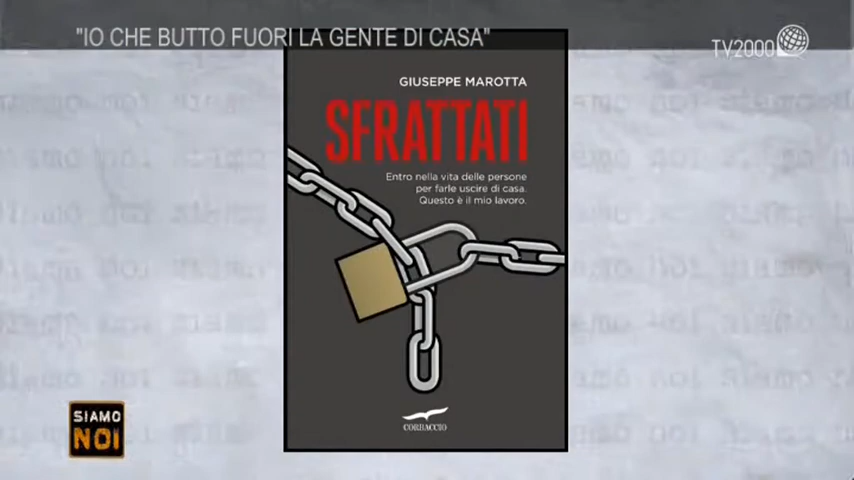 "IO CHE BUTTO FUORI LA GENTE DI CASA"
TV2000
GIUSEPPE MAROTTA
SFRATTATI
Entro nella vita delle persone
per farle uscire di casa.
Questo è il mio lavoro.
CORBACCIO
SIAMO
NOI